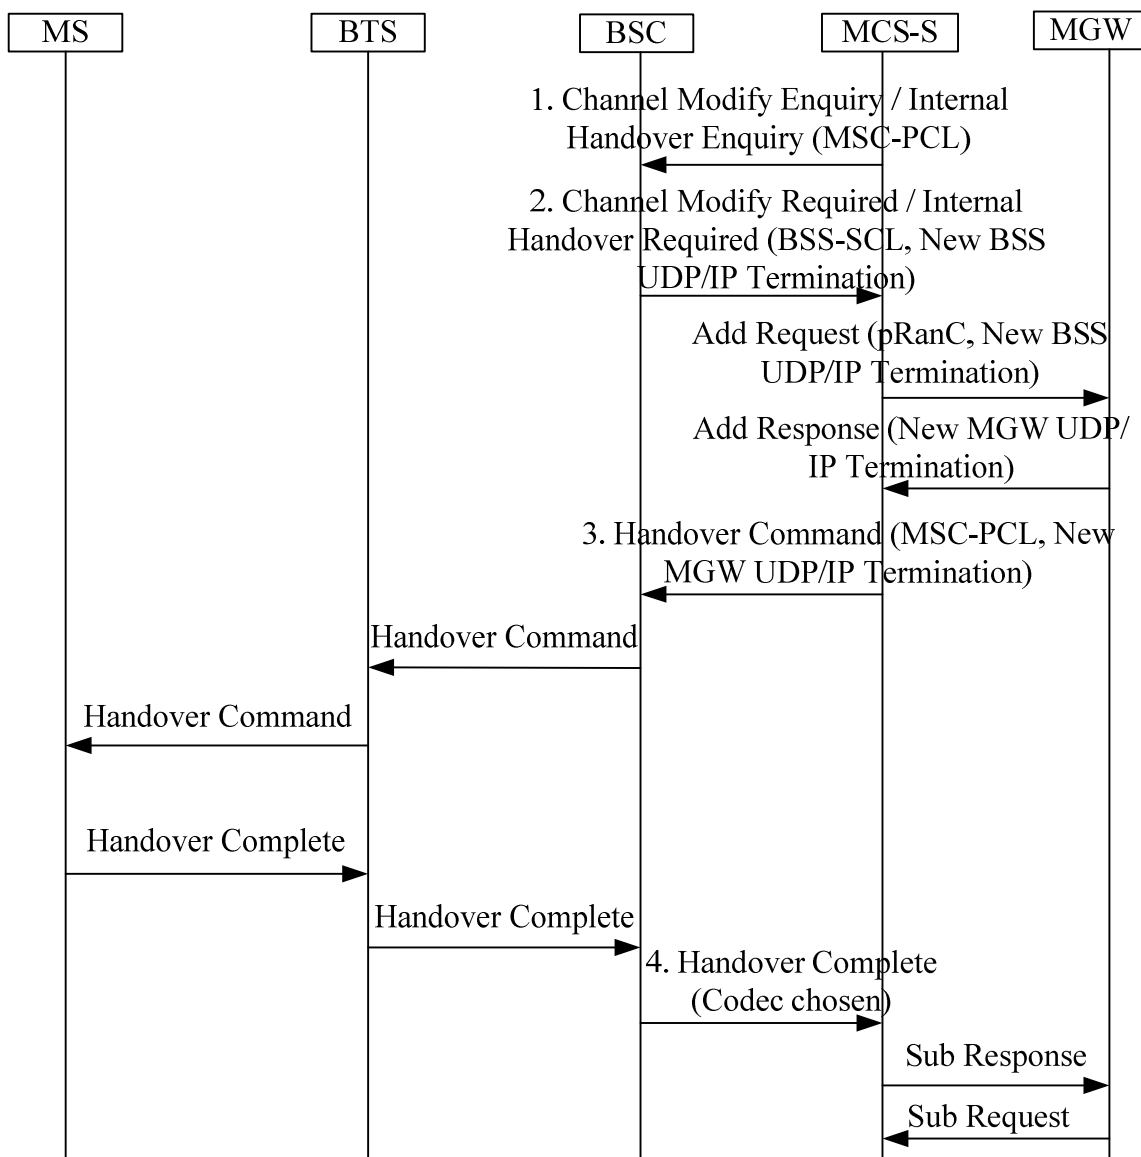 MS
BTS
BSC
MCS-S
MGW
1. Channel Modify Enquiry / Internal
Handover Enquiry (MSC-PCL)
2. Channel Modify Required / Internal
Handover Required (BSS-SCL, New BSS
UDP/IP Termination)
Add Request (pRanC, New BSS
UDP/IP Termination)
Add Response (New MGW UDP/
IP Termination)
3. Handover Command (MSC-PCL, New
MGW UDP/IP Termination)
Handover Command
Handover Command
Handover Complete
Handover Complete
4. Handover Complete
(Codec chosen)
Sub Response
Sub Request